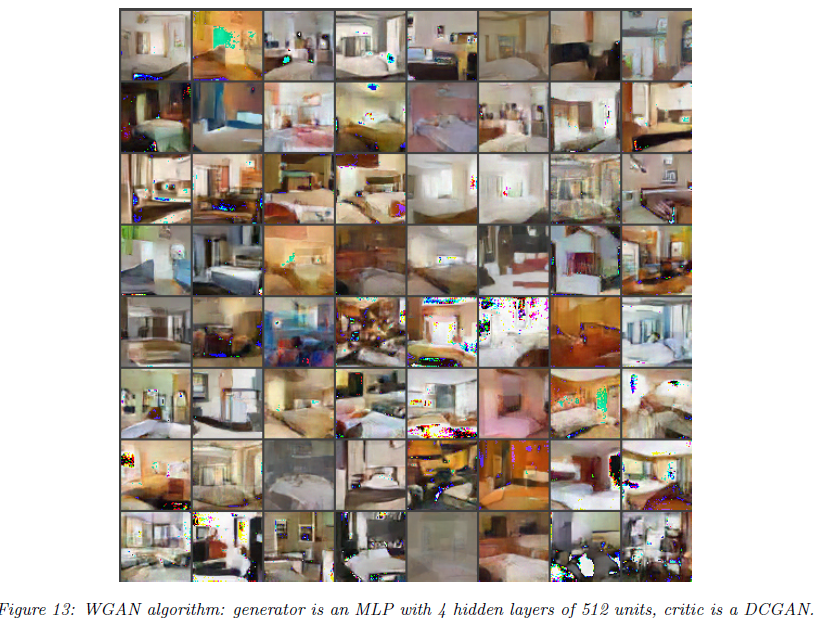 Figure 13: WGAN algorithm: generator is an MLP with 4 hidden layers of 512 units, critic is a DCGAN.